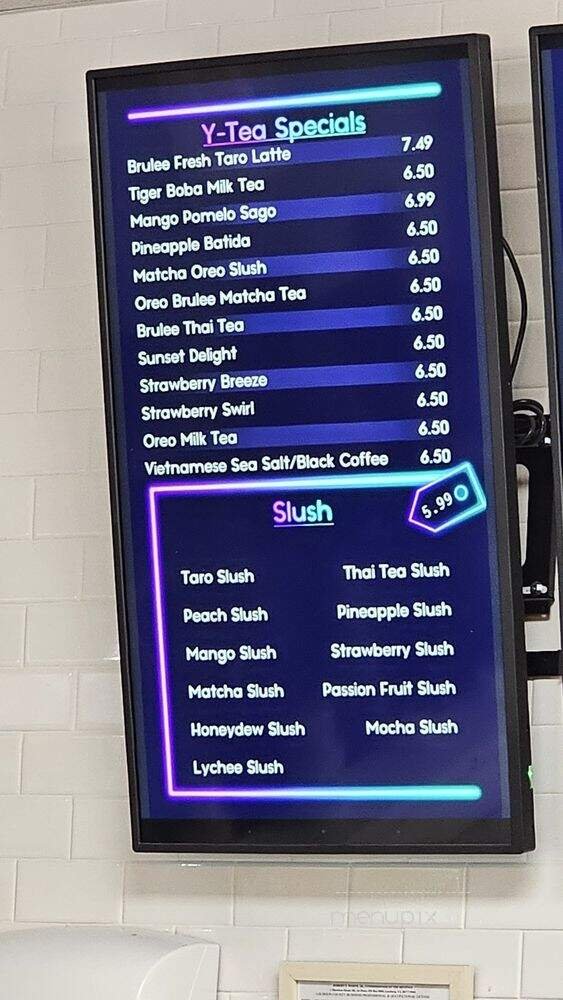 Y-Tea Specials
Brulee Fresh Taro Latte 7.49
Tiger Boba Milk Tea 6.50
Mango Pomelo Sago 6.99
Pineapple Batida 6.50
Matcha Oreo Slush 6.50
Oreo Brulee Matcha Tea 6.50
Brulee Thai Tea 6.50
Sunset Delight 6.50
Strawberry Breeze 6.50
Strawberry Swirl 6.50
Oreo Milk Tea 6.50
Vietnamese Sea Salt/Black Coffee 6.50
Slush 5.99
Taro Slush Thai Tea Slush
Peach Slush Pineapple Slush
Mango Slush Strawberry Slush
Matcha Slush Passion Fruit Slush
Honeydew Slush Mocha Slush
Lychee Slush
menupix